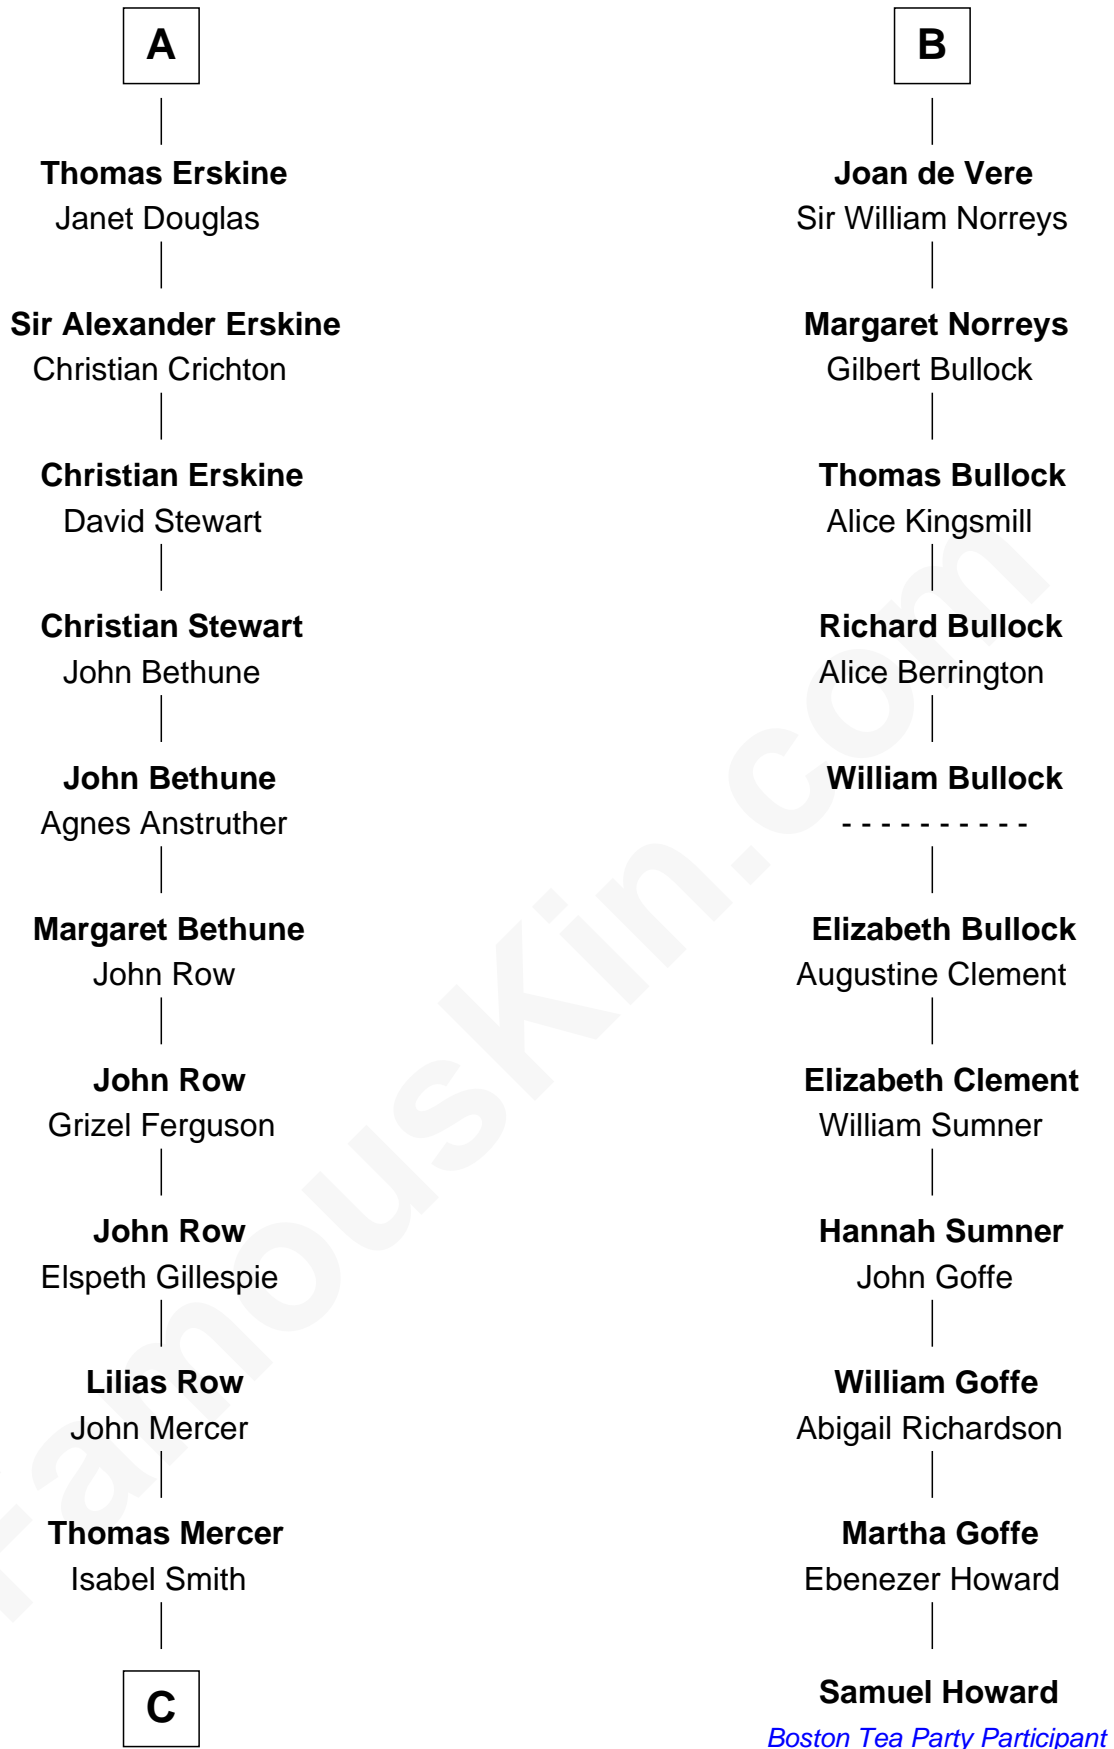 A
Thomas Erskine
Janet Douglas
Sir Alexander Erskine
Christian Crichton
Christian Erskine
David Stewart
Christian Stewart
John Bethune
John Bethune
Agnes Anstruther
Margaret Bethune
John Row
John Row
Grizel Ferguson
John Row
Elspeth Gillespie
Lilias Row
John Mercer
Thomas Mercer
Isabel Smith
C
B
Joan de Vere
Sir William Norreys
Margaret Norreys
Gilbert Bullock
Thomas Bullock
Alice Kingsmill
Richard Bullock
Alice Berrington
William Bullock
- - - - - - - - - -
Elizabeth Bullock
Augustine Clement
Elizabeth Clement
William Sumner
Hannah Sumner
John Goffe
William Goffe
Abigail Richardson
Martha Goffe
Ebenezer Howard
Samuel Howard
Boston Tea Party Participant
FamousKin.com